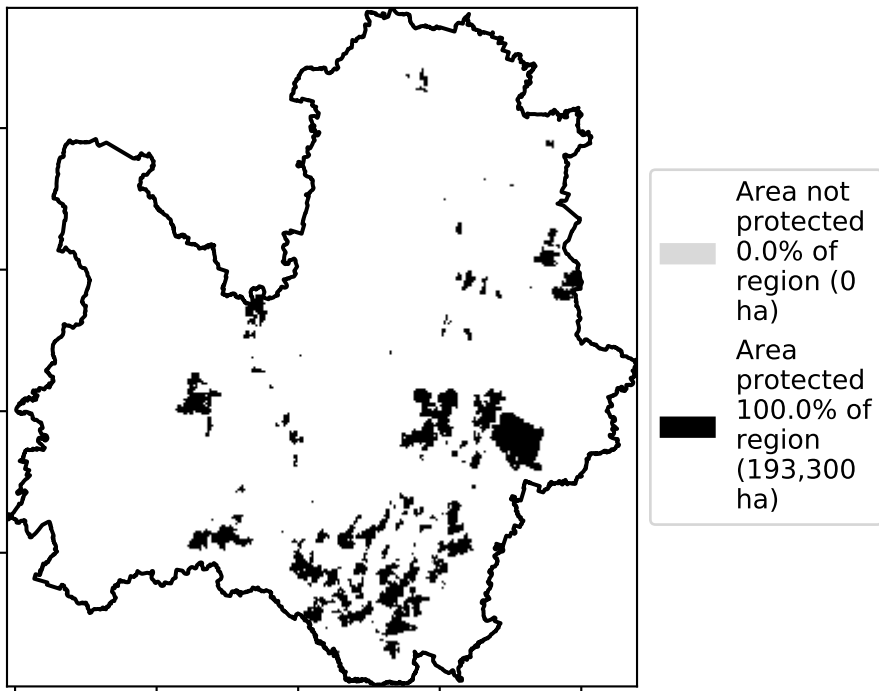 Area not
protected
0.0% of
region (0
ha)
Area
protected
100.0% of
region
(193,300
ha)